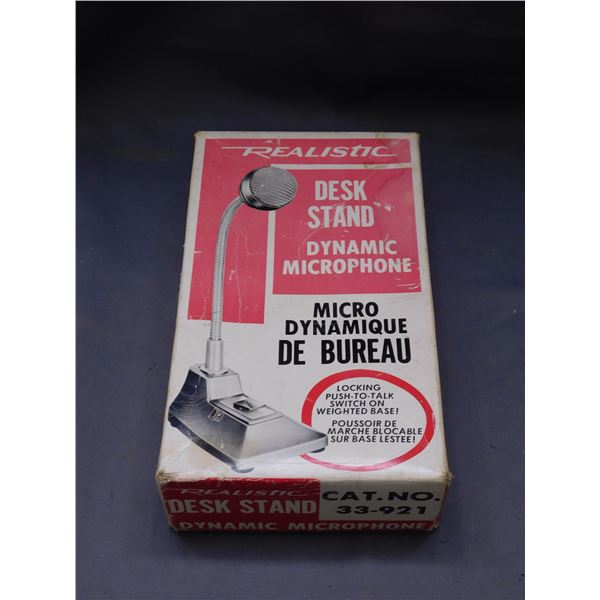 REALISTIC
DESK
STAND
DYNAMIC
MICROPHONE
MICRO
DYNAMIQUE
DE BUREAU
LOCKING
PUSH-TO-TALK
SWITCH ON
WEIGHTED BASE!
POUSSOIR DE
MARCHE BLOCABLE
SUR BASE LESTEE!
REALISTIC
DESK STAND
DYNAMIC MICROPHONE
CAT. NO.
33-921